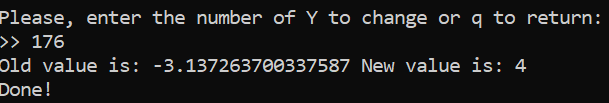 Please, enter the number of Y to change or q to return:
>> 176
Old value is: -3.137263700337587 New value is: 4
Done!